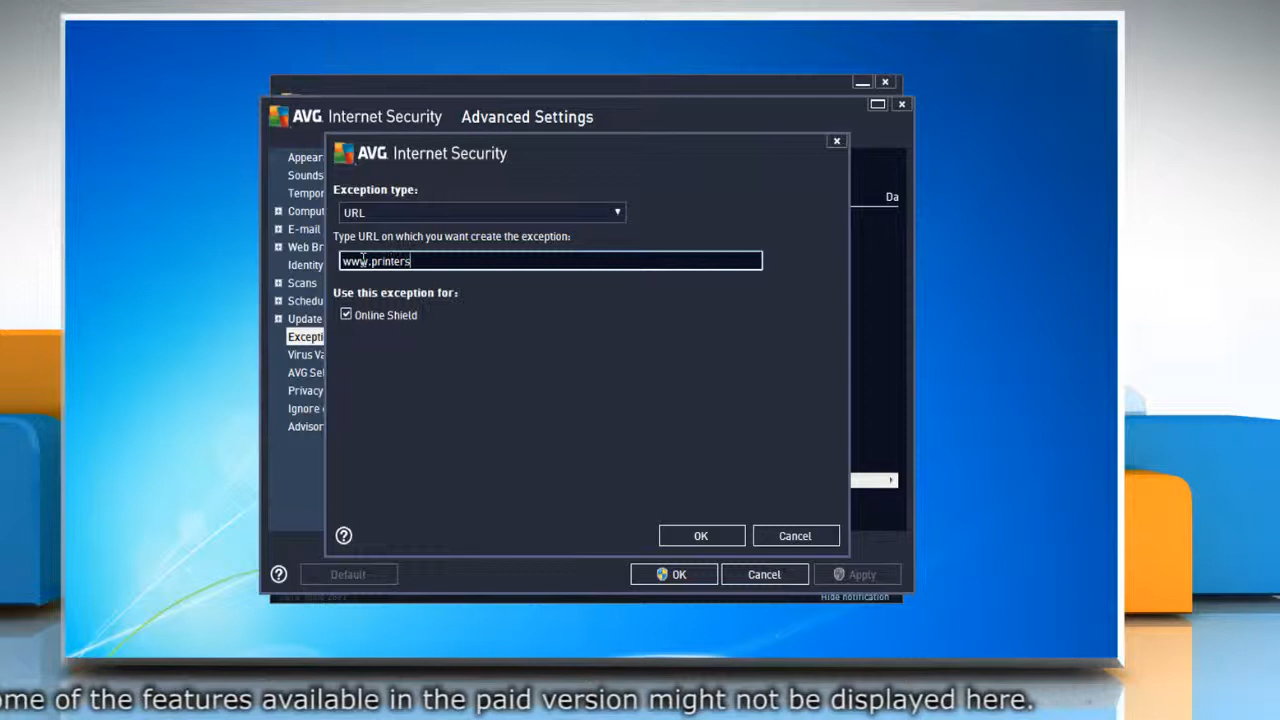 AVG. Internet Security Advanced Settings
AVG. Internet Security
Exception type:
URL
Type URL on which you want create the exception:
www.printers
Use this exception for:
Online Shield
OK Cancel
Appear
Sounds
Tempor
Comput
E-mail
Web Br
Identity
Scans
Schedu
Update
Excepti
Virus Va
AVG Sel
Privacy
Ignore
Advisor
Da
Default OK Cancel Apply
Hide notification
ome of the features available in the paid version might not be displayed here.